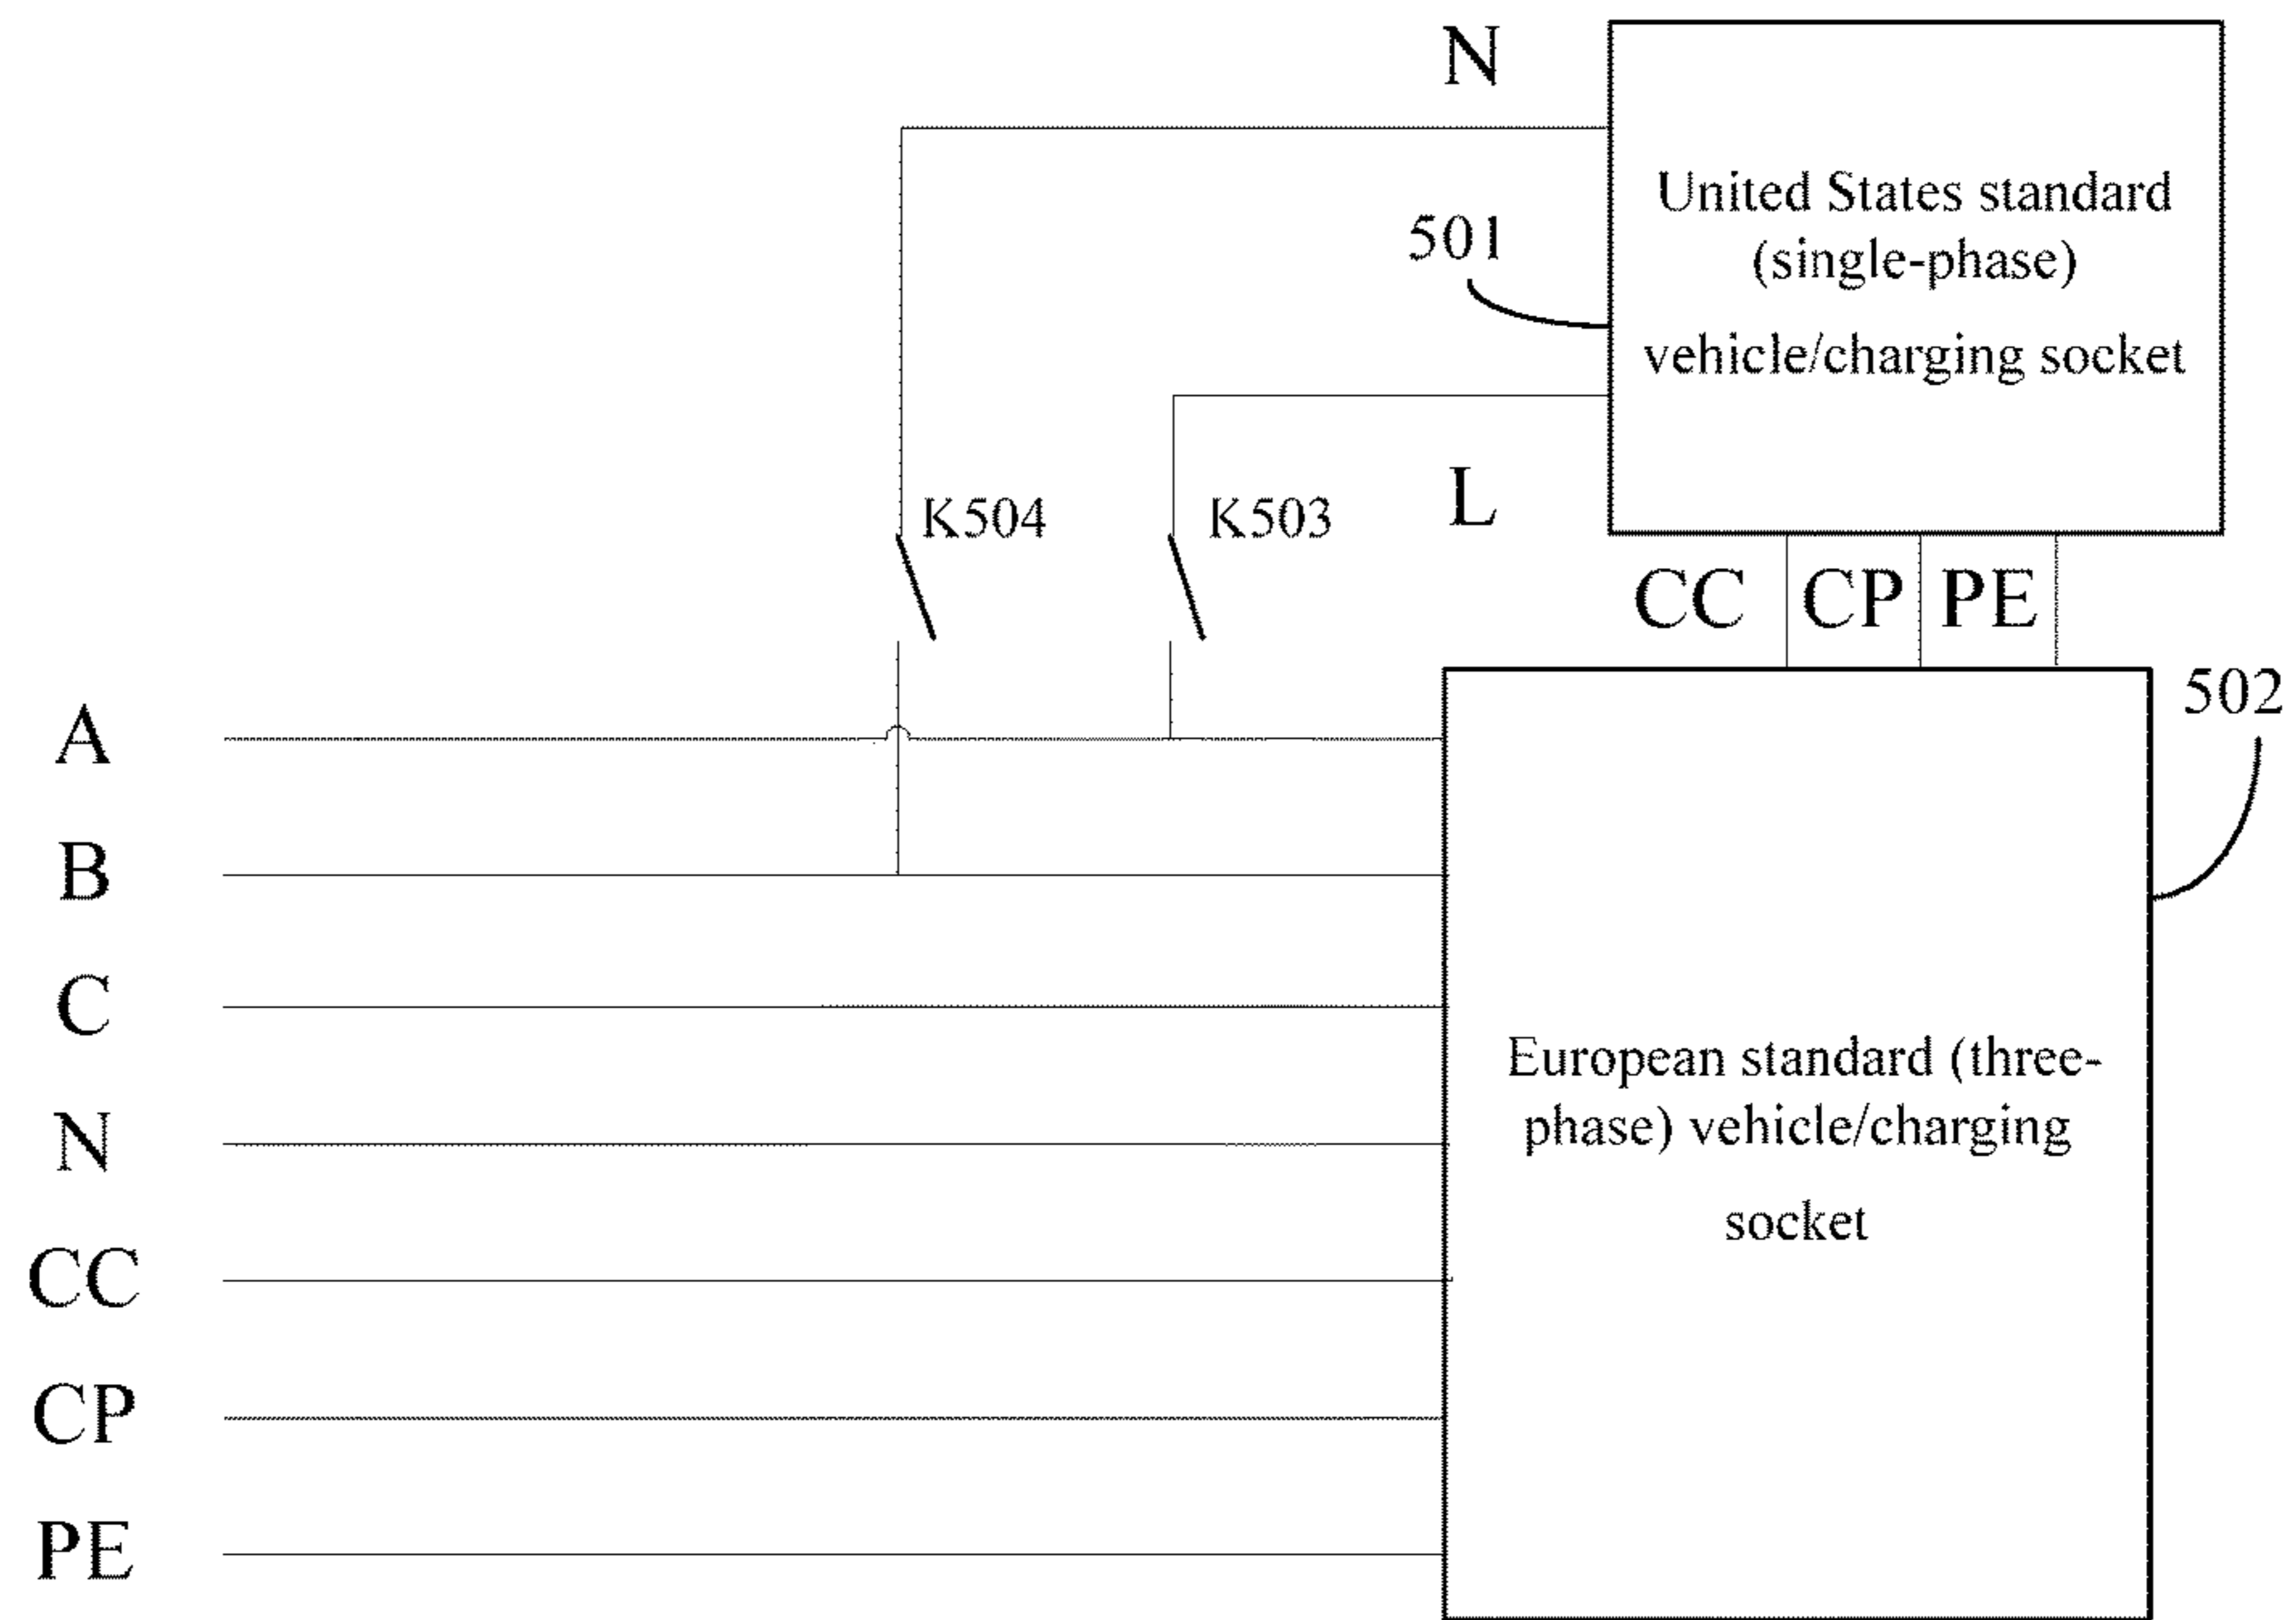 N
United States standard
(single-phase)
vehicle/charging socket
501
L
K504
K503
CC CP PE
502
A
B
C
N
CC
CP
PE
European standard (three-
phase) vehicle/charging
socket